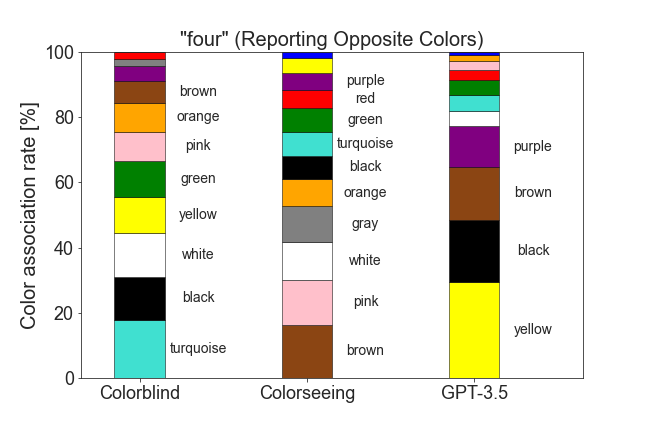 "four" (Reporting Opposite Colors)
Color association rate [%]
100
80
60
40
20
0
brown
orange
pink
green
yellow
white
black
turquoise
purple
red
green
turquoise
black
orange
gray
white
pink
brown
purple
brown
black
yellow
Colorblind
Colorseeing
GPT-3.5